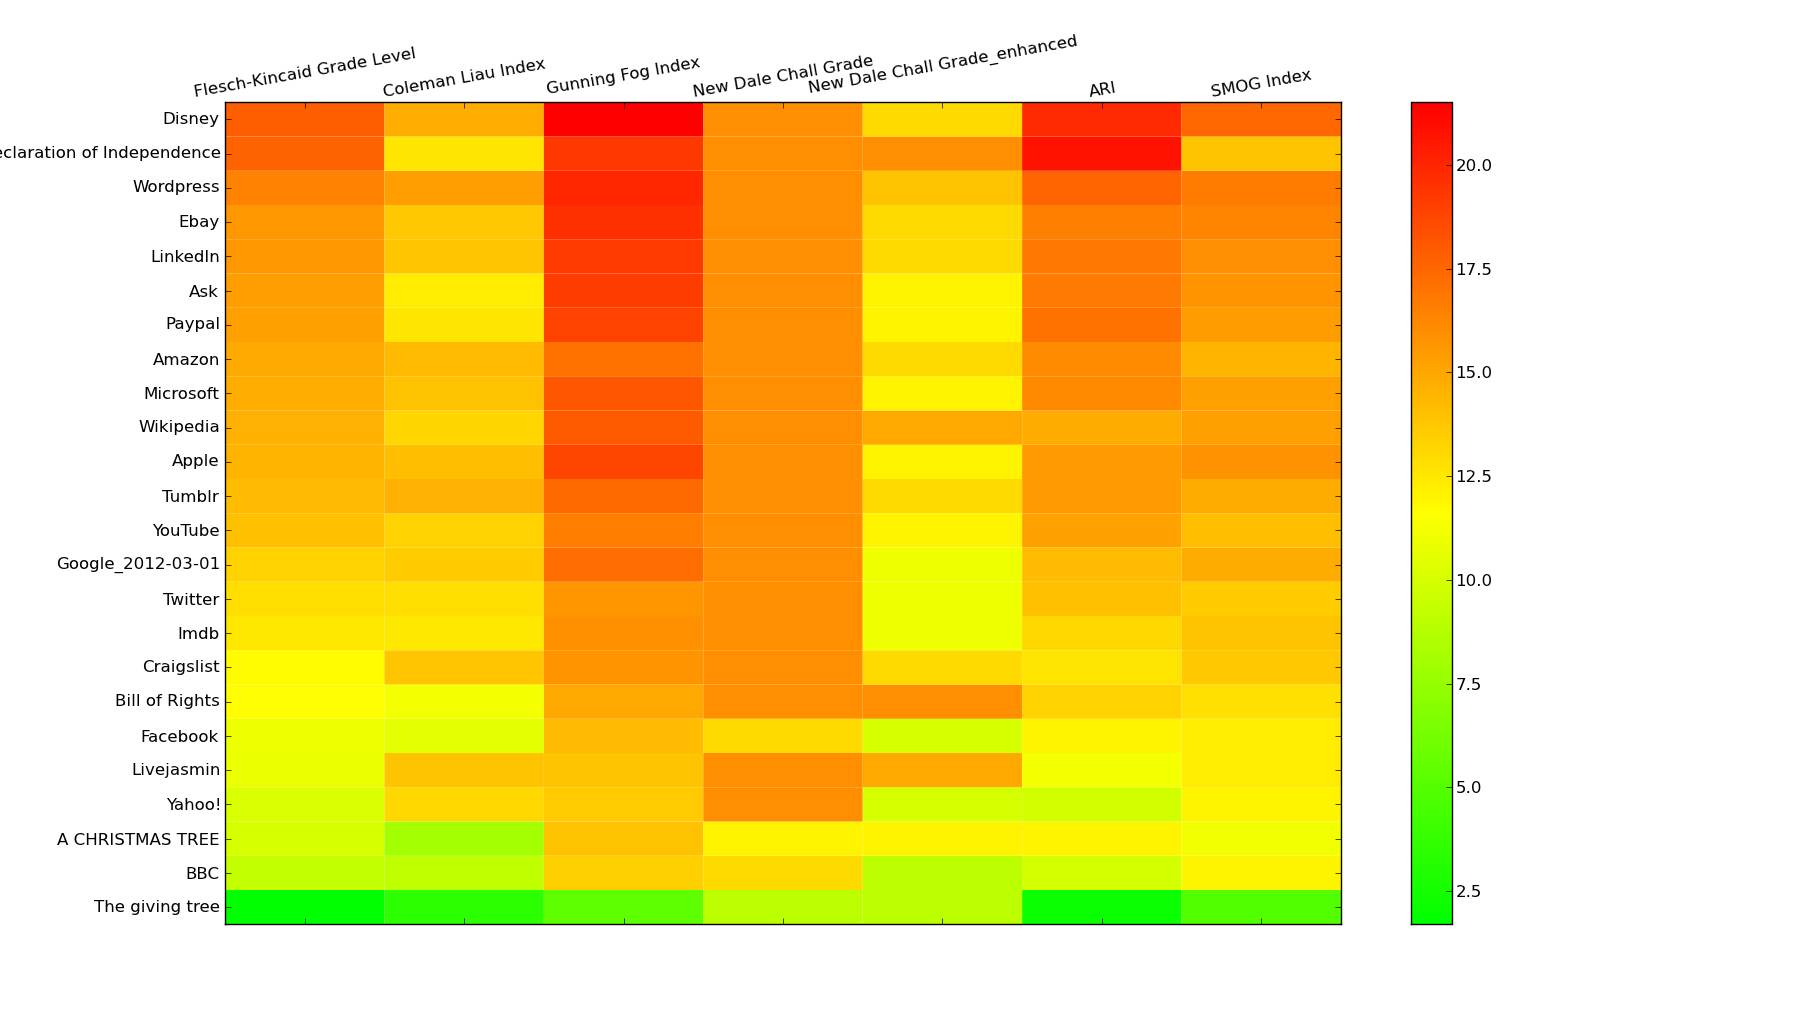 Flesch-Kincaid Grade Level
Coleman Liau Index
Gunning Fog Index
New Dale Chall Grade
New Dale Chall Grade_enhanced
ARI
SMOG Index
Disney
eclaration of Independence
Wordpress
Ebay
LinkedIn
Ask
Paypal
Amazon
Microsoft
Wikipedia
Apple
Tumblr
YouTube
Google_2012-03-01
Twitter
Imdb
Craigslist
Bill of Rights
Facebook
Livejasmin
Yahoo!
A CHRISTMAS TREE
BBC
The giving tree
20.0
17.5
15.0
12.5
10.0
7.5
5.0
2.5